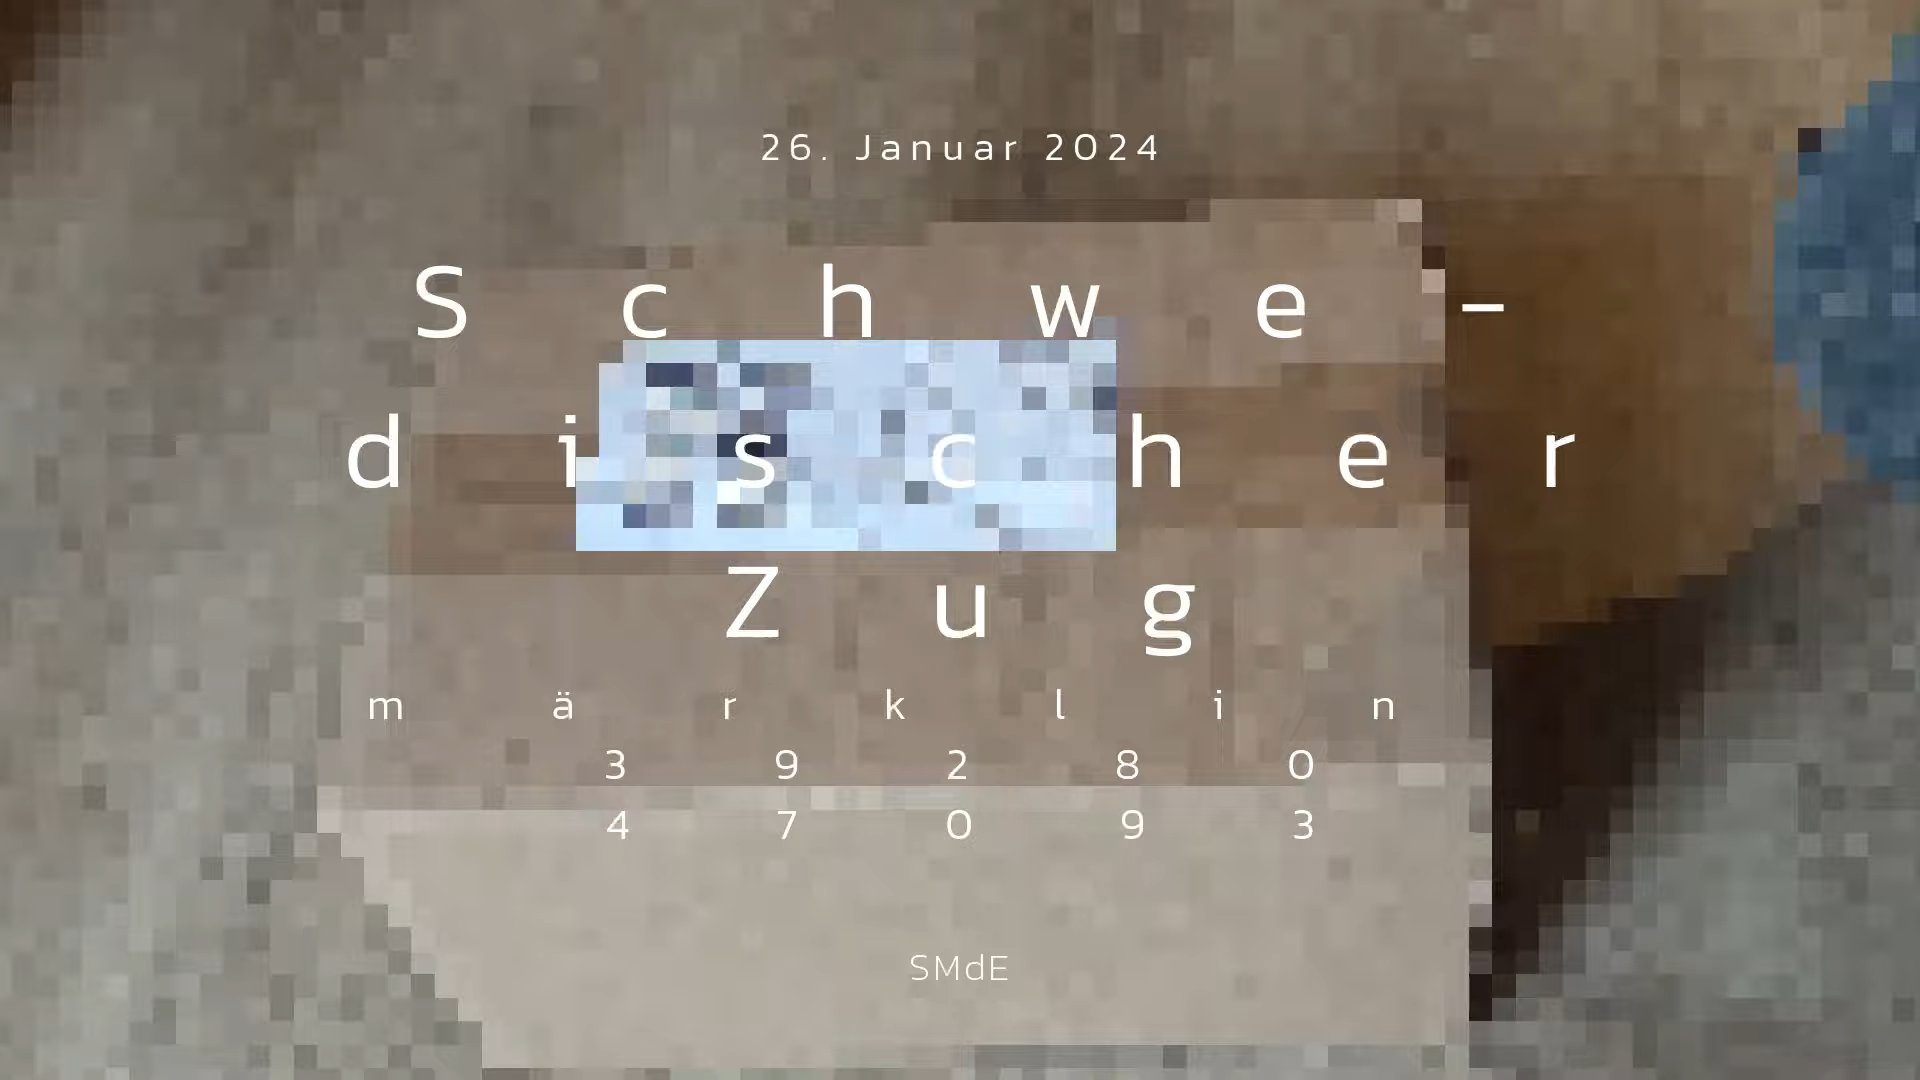 26. Januar 2024
Schwe-
discher
Zug
märklin
39280
47093
SMdE